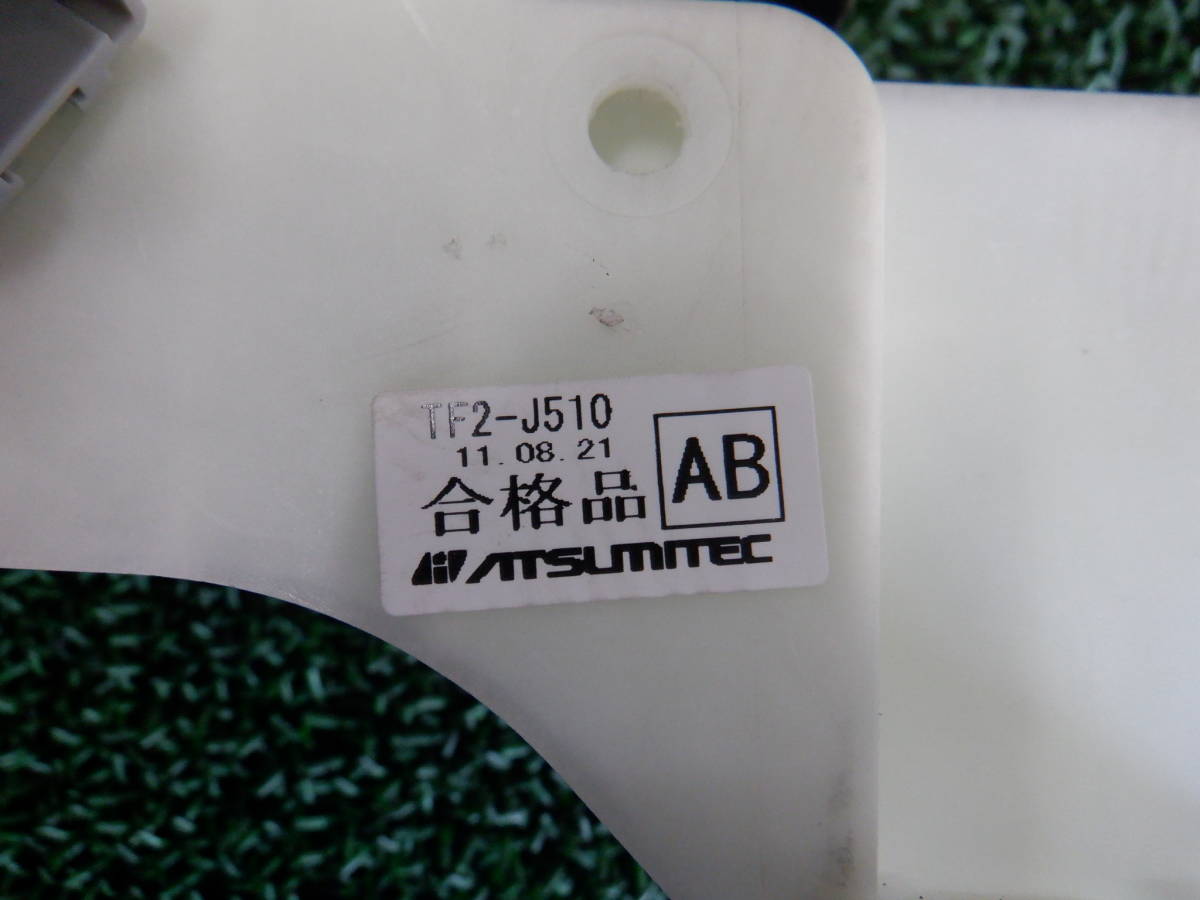 TF2-J510
11.08.21
合格品
AB
ATSUMITEC